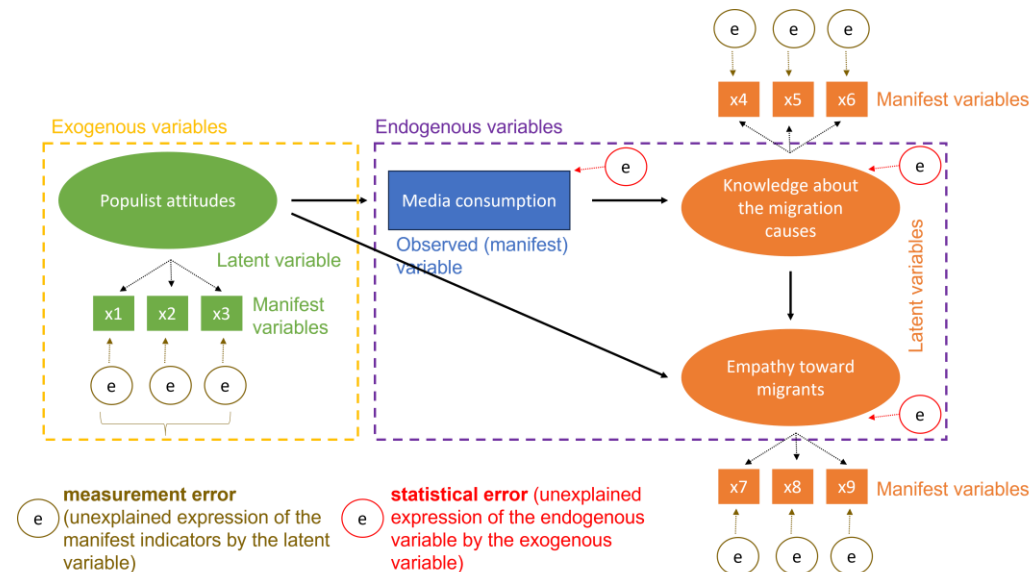 e e e
x4 x5 x6 Manifest variables
Exogenous variables
Endogenous variables
e
e
Populist attitudes
Media consumption
Knowledge about
the migration
causes
Observed (manifest)
variable
Latent variable
Latent variables
x1 x2 x3
Manifest
variables
e e e
Empathy toward
migrants
e
x7 x8 x9 Manifest variables
e e e
e
measurement error
(unexplained expression of the
manifest indicators by the latent
variable)
e
statistical error (unexplained
expression of the endogenous
variable by the exogenous
variable)